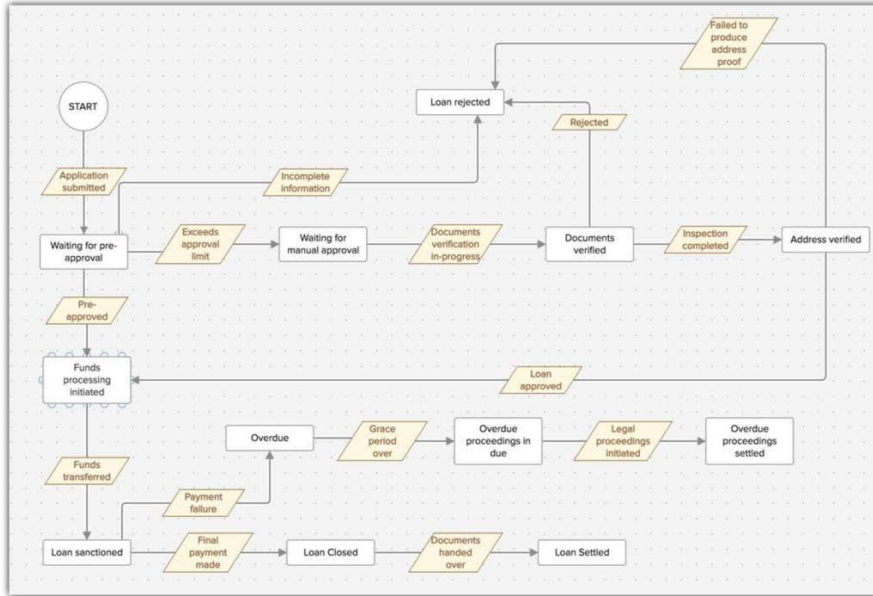 Failed to
produce
address
proof
Loan rejected
START
Rejected
Application
submitted
Incomplete
information
Waiting for pre-
approval
Exceeds
approval
limit
Waiting for
manual approval
Documents
verification
in-progress
Documents
verified
Inspection
completed
Address verified
Pre-
approved
Funds
processing
initiated
Loan
approved
Overdue
Grace
period
over
Overdue
proceedings in
due
Legal
proceedings
initiated
Overdue
proceedings
settled
Funds
transferred
Payment
failure
Loan sanctioned
Final
payment
made
Loan Closed
Documents
handed
over
Loan Settled